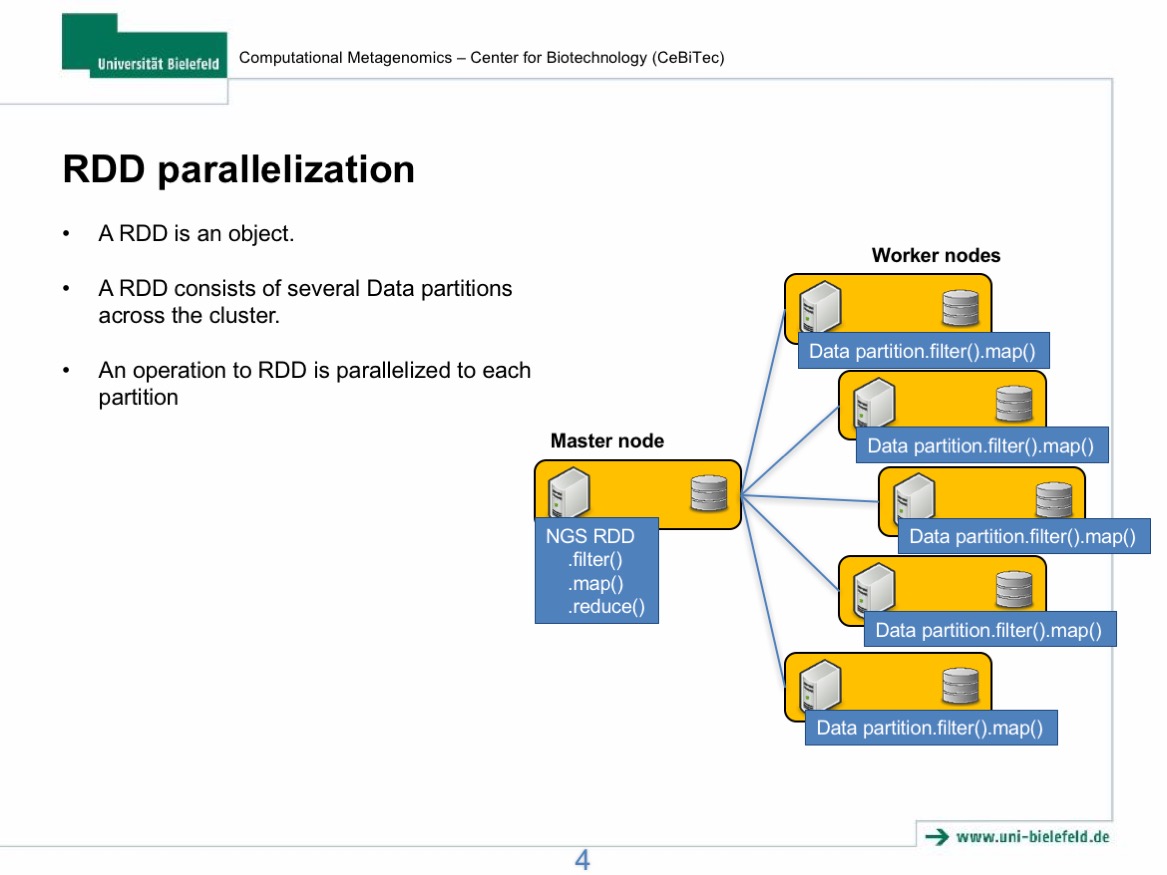 Universität Bielefeld
Computational Metagenomics – Center for Biotechnology (CeBiTec)
RDD parallelization
• A RDD is an object.
• A RDD consists of several Data partitions
across the cluster.
• An operation to RDD is parallelized to each
partition
Worker nodes
Data partition.filter().map()
Data partition.filter().map()
Data partition.filter().map()
Data partition.filter().map()
Data partition.filter().map()
Master node
NGS RDD
.filter()
.map()
.reduce()
www.uni-bielefeld.de
4